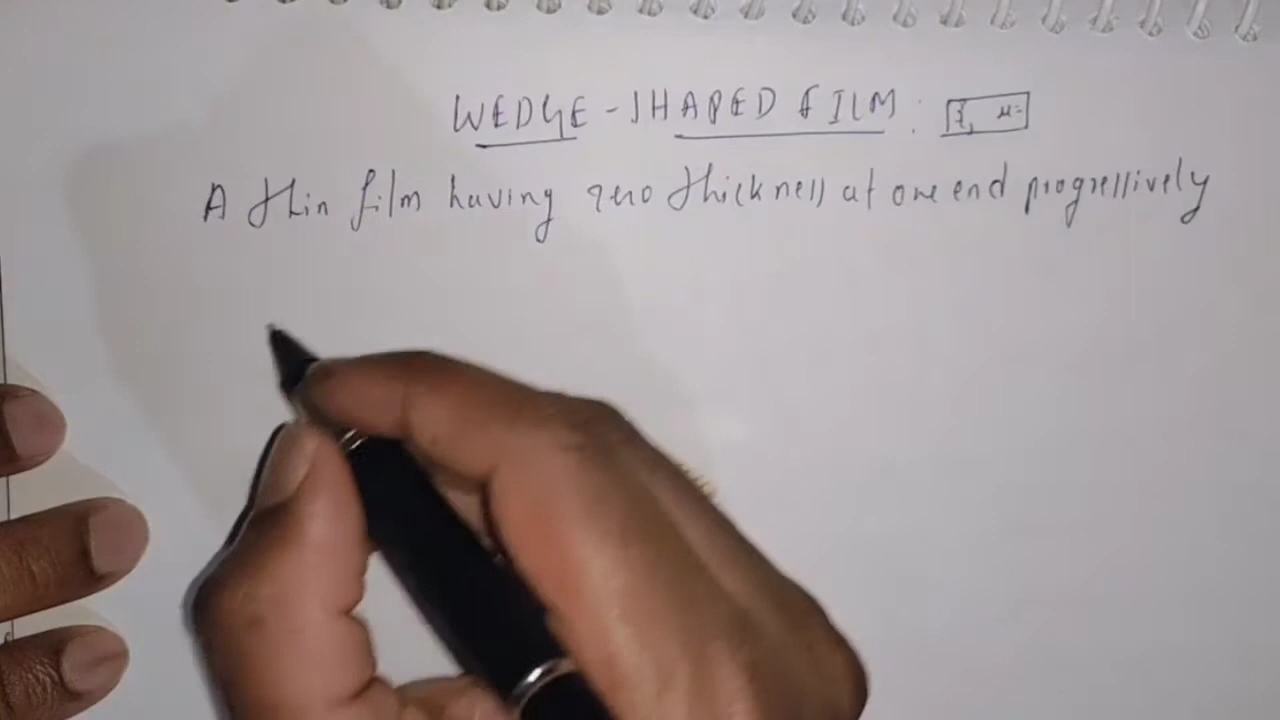 WEDGE-SHAPED FILM :
A thin film having zero thickness at one end progressively